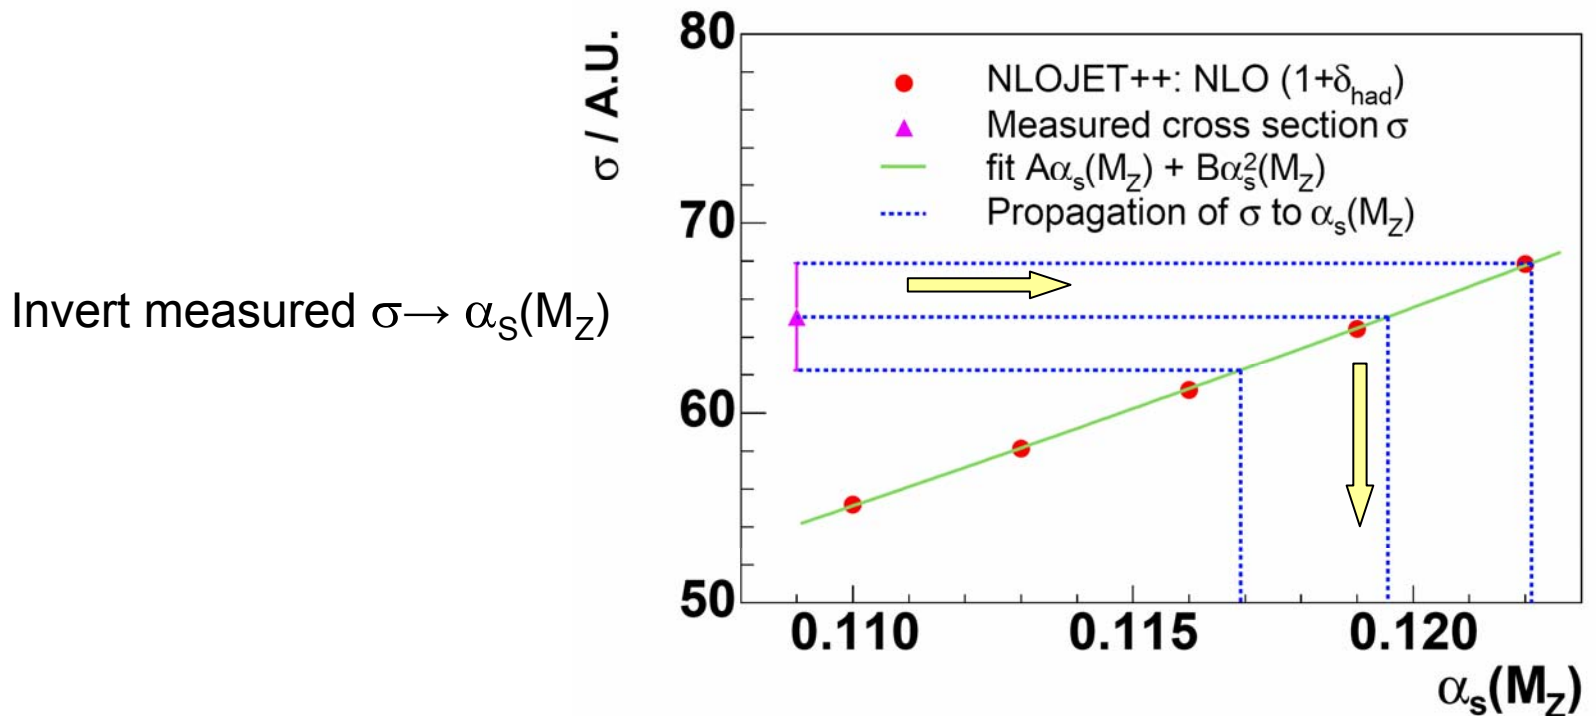 Invert measured σ→ αS(MZ)
σ / A.U.
80
70
60
50
NLOJET++: NLO (1+δhad)
Measured cross section σ
fit Aαs(MZ) + Bαs²(MZ)
Propagation of σ to αs(MZ)
0.110 0.115 0.120
αs(MZ)